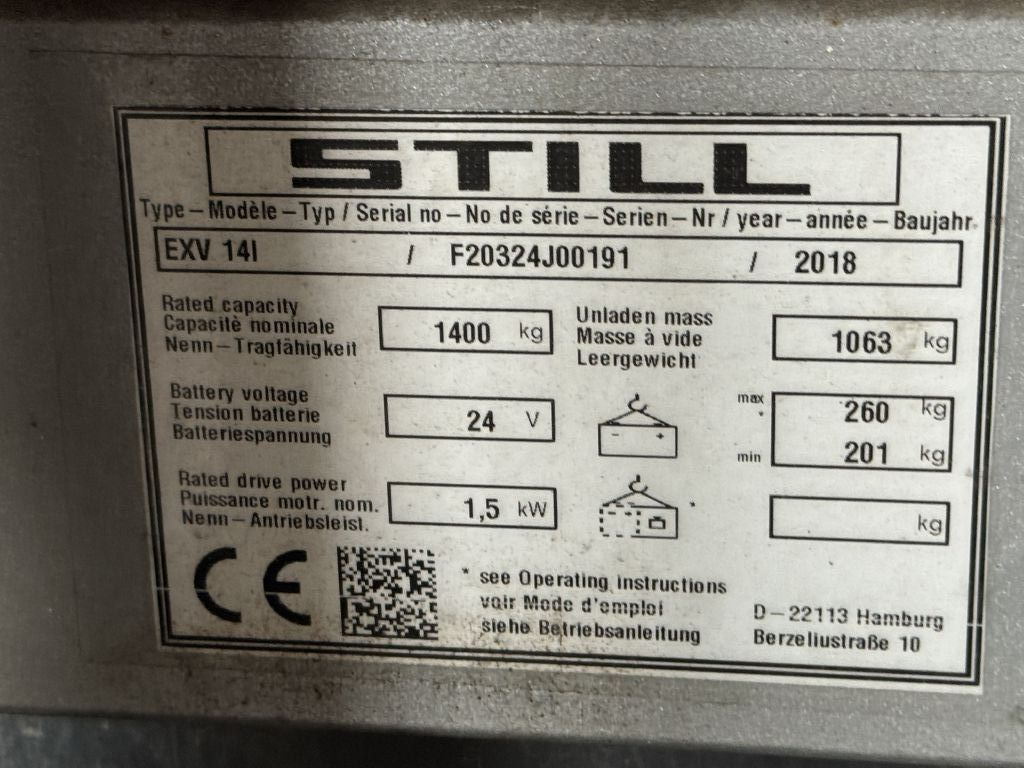 STILL
Type – Modèle – Typ / Serial no – No de série – Serien – Nr / year – année – Baujahr
EXV 14I / F20324J00191 / 2018
Rated capacity
Capacitè nominale
Nenn – Tragfähigkeit
1400 kg
Unladen mass
Masse à vide
Leergewicht
1063 kg
Battery voltage
Tension batterie
Batteriespannung
24 V
- +
max
*
min
260 kg
201 kg
Rated drive power
Puissance motr. nom.
Nenn – Antriebsleist.
1,5 kW
*
kg
CE
* see Operating instructions
voir Mode d'emploi
siehe Betriebsanleitung
D – 22113 Hamburg
Berzeliustraße 10